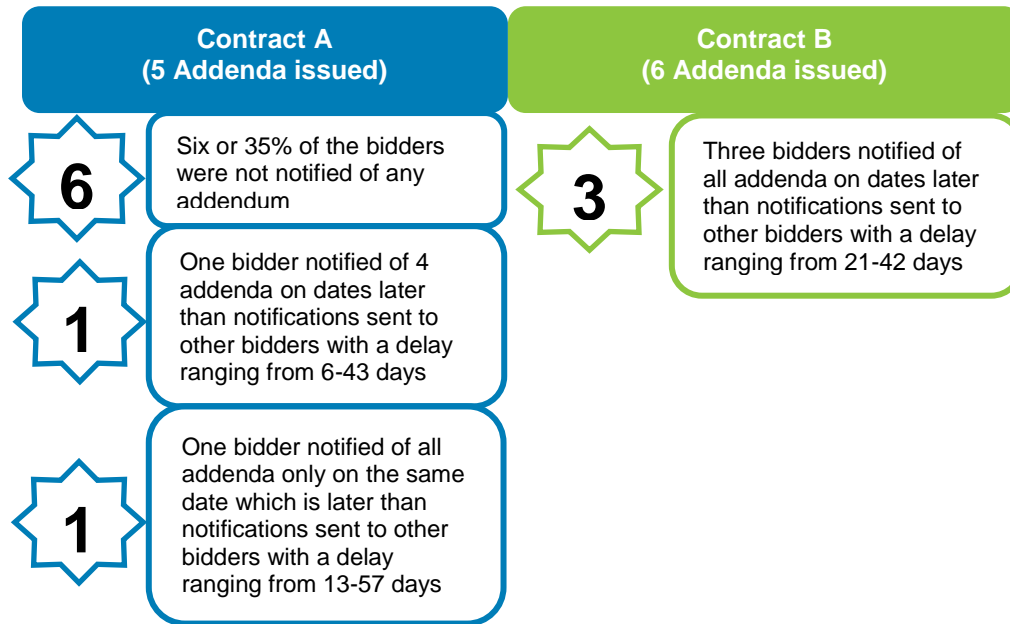 Contract A
(5 Addenda issued)
Contract B
(6 Addenda issued)
6
Six or 35% of the bidders
were not notified of any
addendum
1
One bidder notified of 4
addenda on dates later
than notifications sent to
other bidders with a delay
ranging from 6-43 days
1
One bidder notified of all
addenda only on the same
date which is later than
notifications sent to other
bidders with a delay
ranging from 13-57 days
3
Three bidders notified of
all addenda on dates later
than notifications sent to
other bidders with a delay
ranging from 21-42 days